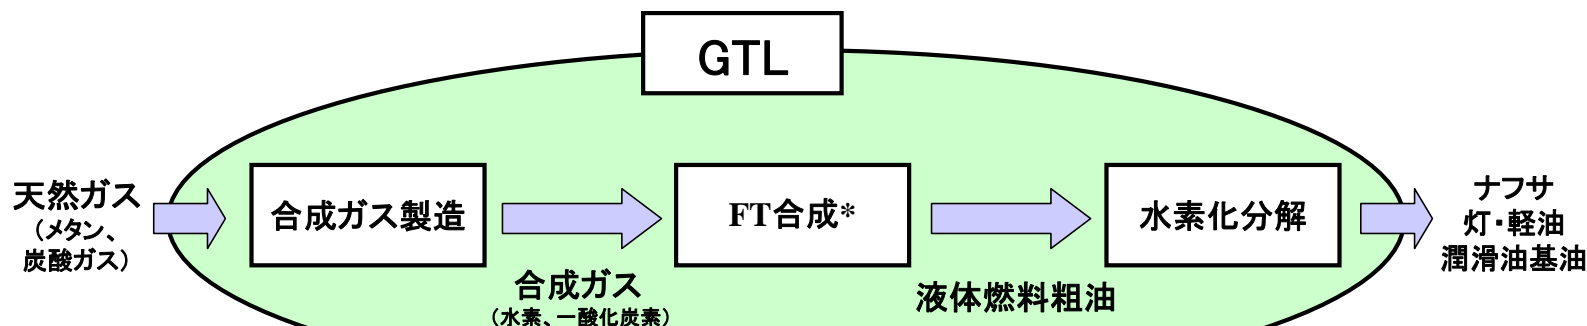 GTL
天然ガス
（メタン、
炭酸ガス）
合成ガス製造
合成ガス
（水素、一酸化炭素）
FT合成*
液体燃料粗油
水素化分解
ナフサ
灯・軽油
潤滑油基油